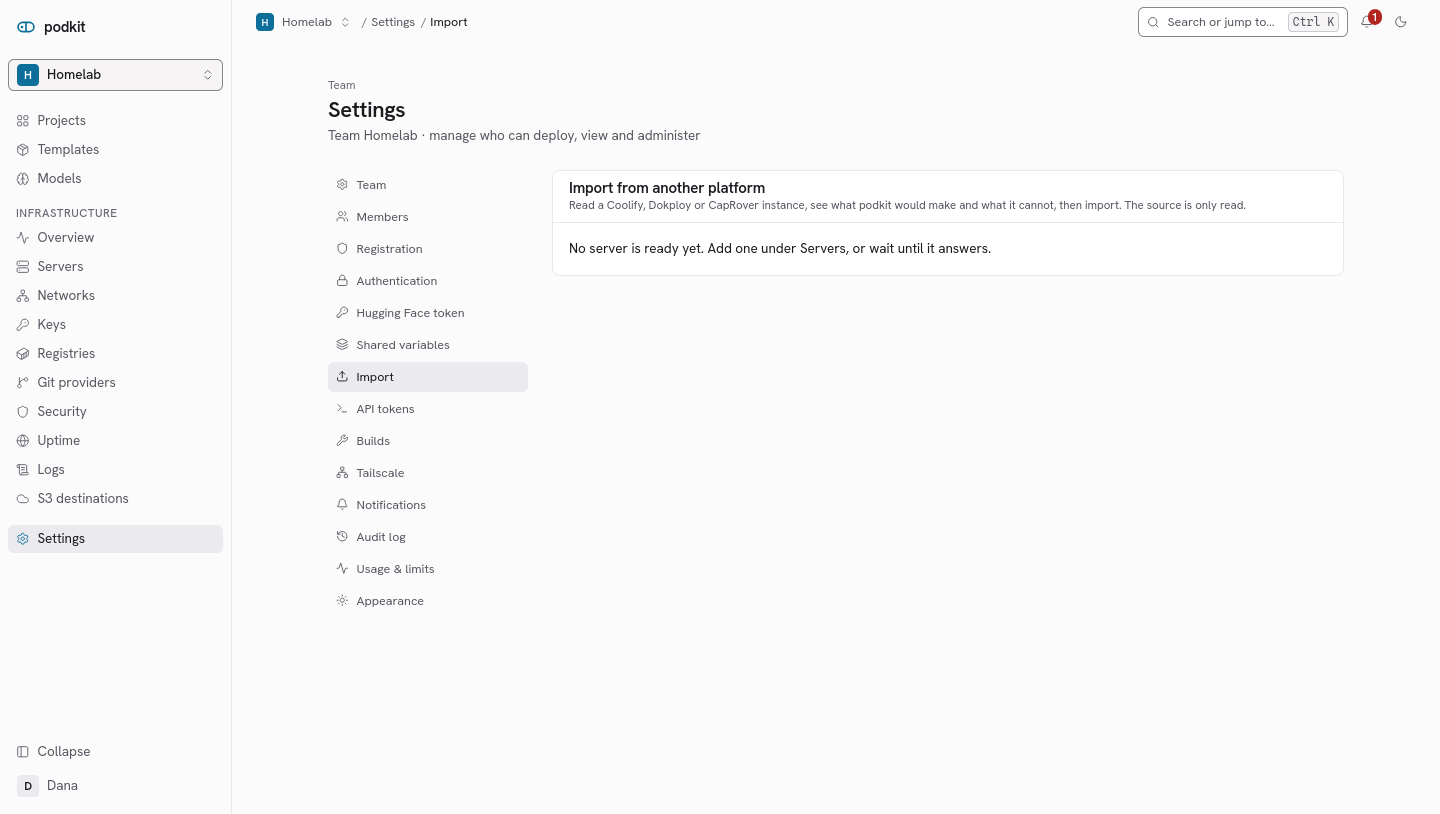 podkit
H Homelab
Projects
Templates
Models
INFRASTRUCTURE
Overview
Servers
Networks
Keys
Registries
Git providers
Security
Uptime
Logs
S3 destinations
Settings
Collapse
D Dana
H Homelab / Settings / Import
Search or jump to... Ctrl K
1
Team
Settings
Team Homelab · manage who can deploy, view and administer
Team
Members
Registration
Authentication
Hugging Face token
Shared variables
Import
API tokens
Builds
Tailscale
Notifications
Audit log
Usage & limits
Appearance
Import from another platform
Read a Coolify, Dokploy or CapRover instance, see what podkit would make and what it cannot, then import. The source is only read.
No server is ready yet. Add one under Servers, or wait until it answers.